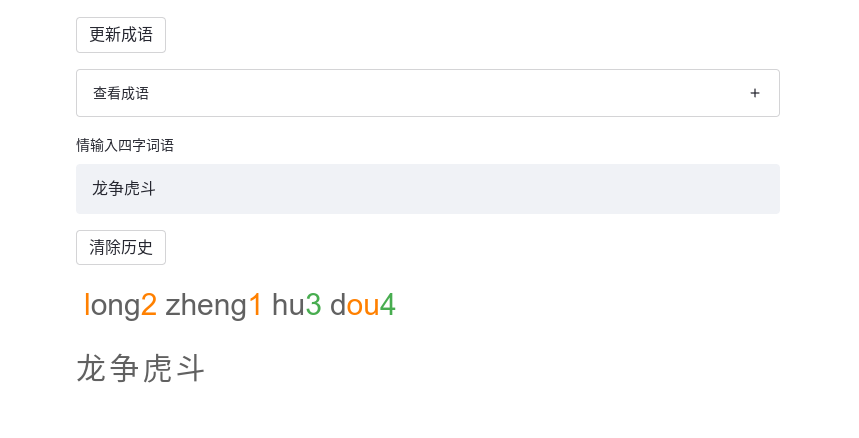 更新成语
查看成语 +
情输入四字词语
龙争虎斗
清除历史
long2 zheng1 hu3 dou4
龙争虎斗